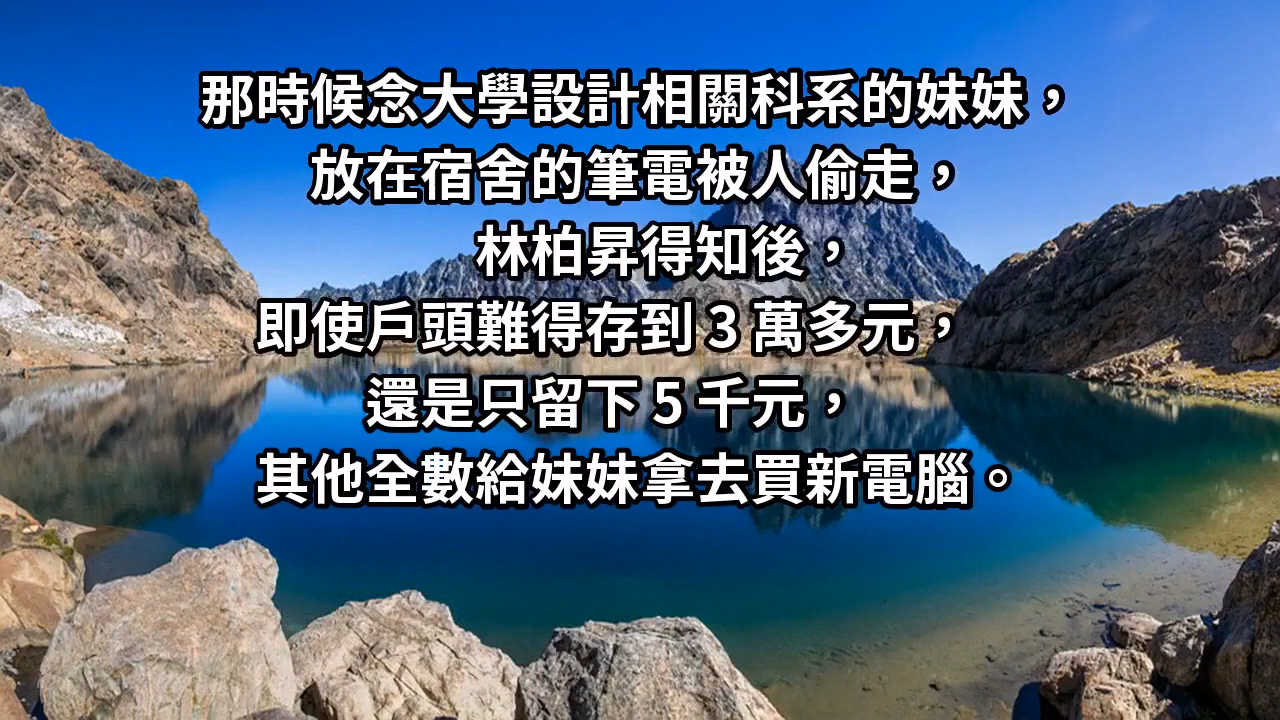 那時候念大學設計相關科系的妹妹，
放在宿舍的筆電被人偷走，
林柏昇得知後，
即使戶頭難得存到 3 萬多元，
還是只留下 5 千元，
其他全數給妹妹拿去買新電腦。